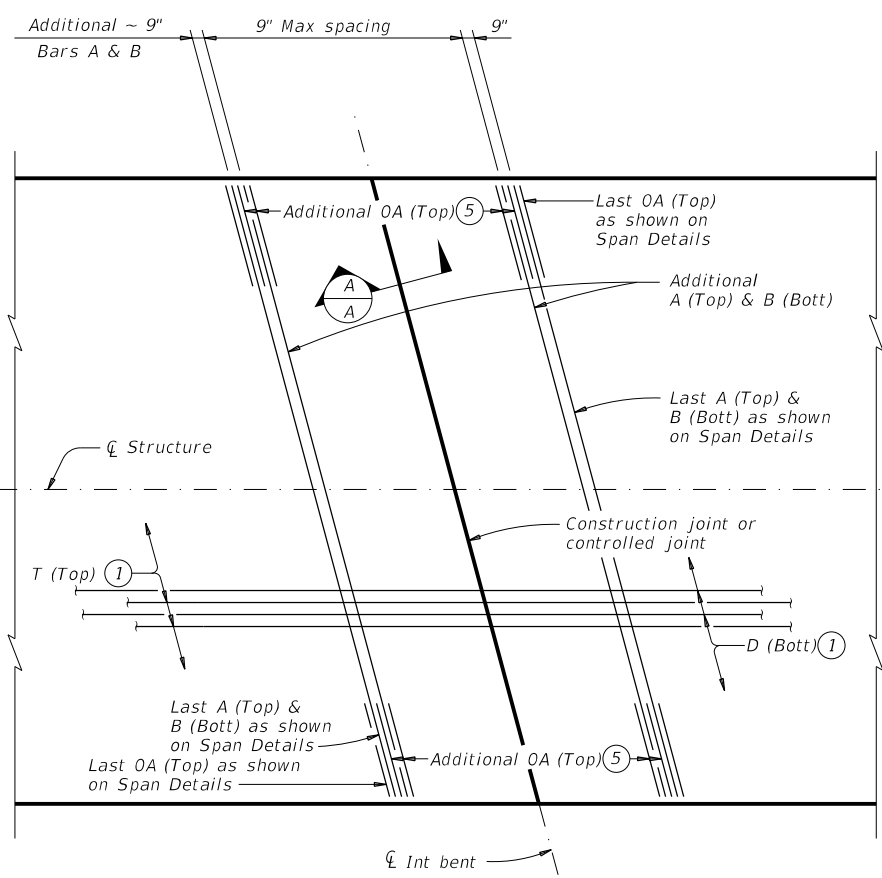 Additional ~ 9"
Bars A & B
9" Max spacing
9"
Additional OA (Top) 5
Last OA (Top)
as shown on
Span Details
A
A
Additional
A (Top) & B (Bott)
Last A (Top) &
B (Bott) as shown
on Span Details
℄ Structure
Construction joint or
controlled joint
T (Top) 1
D (Bott) 1
Last A (Top) &
B (Bott) as shown
on Span Details
Last OA (Top) as shown
on Span Details
Additional OA (Top) 5
℄ Int bent